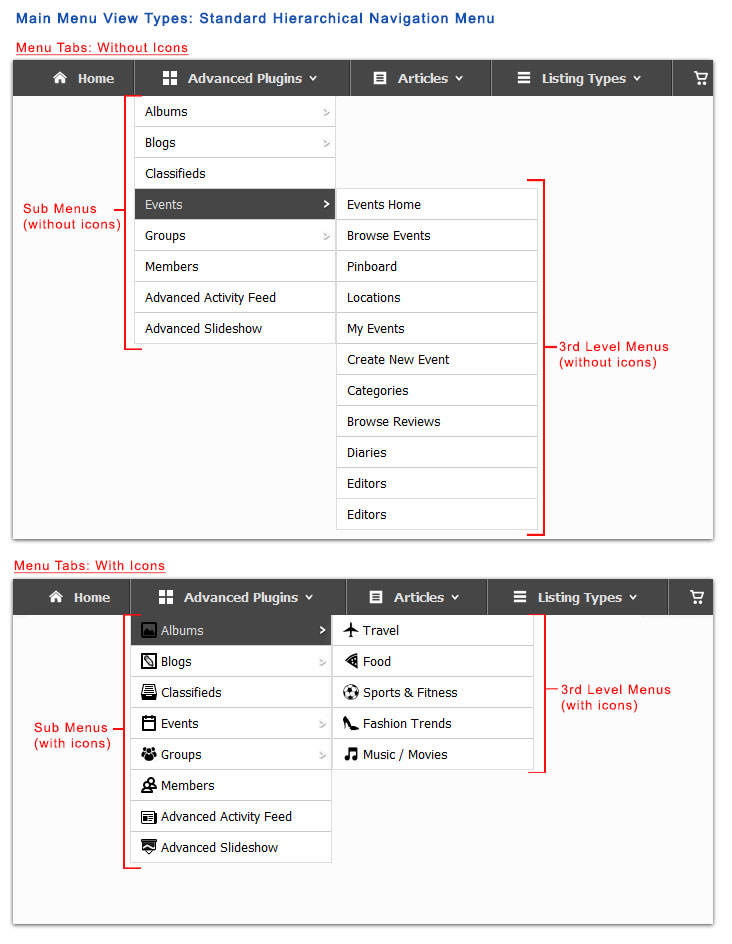 Main Menu View Types: Standard Hierarchical Navigation Menu
Menu Tabs: Without Icons
Home
Advanced Plugins
Articles
Listing Types
Albums
Blogs
Classifieds
Events
Groups
Members
Advanced Activity Feed
Advanced Slideshow
Sub Menus
(without icons)
Events Home
Browse Events
Pinboard
Locations
My Events
Create New Event
Categories
Browse Reviews
Diaries
Editors
Editors
3rd Level Menus
(without icons)
Menu Tabs: With Icons
Home
Advanced Plugins
Articles
Listing Types
Albums
Blogs
Classifieds
Events
Groups
Members
Advanced Activity Feed
Advanced Slideshow
Sub Menus
(with icons)
Travel
Food
Sports & Fitness
Fashion Trends
Music / Movies
3rd Level Menus
(with icons)